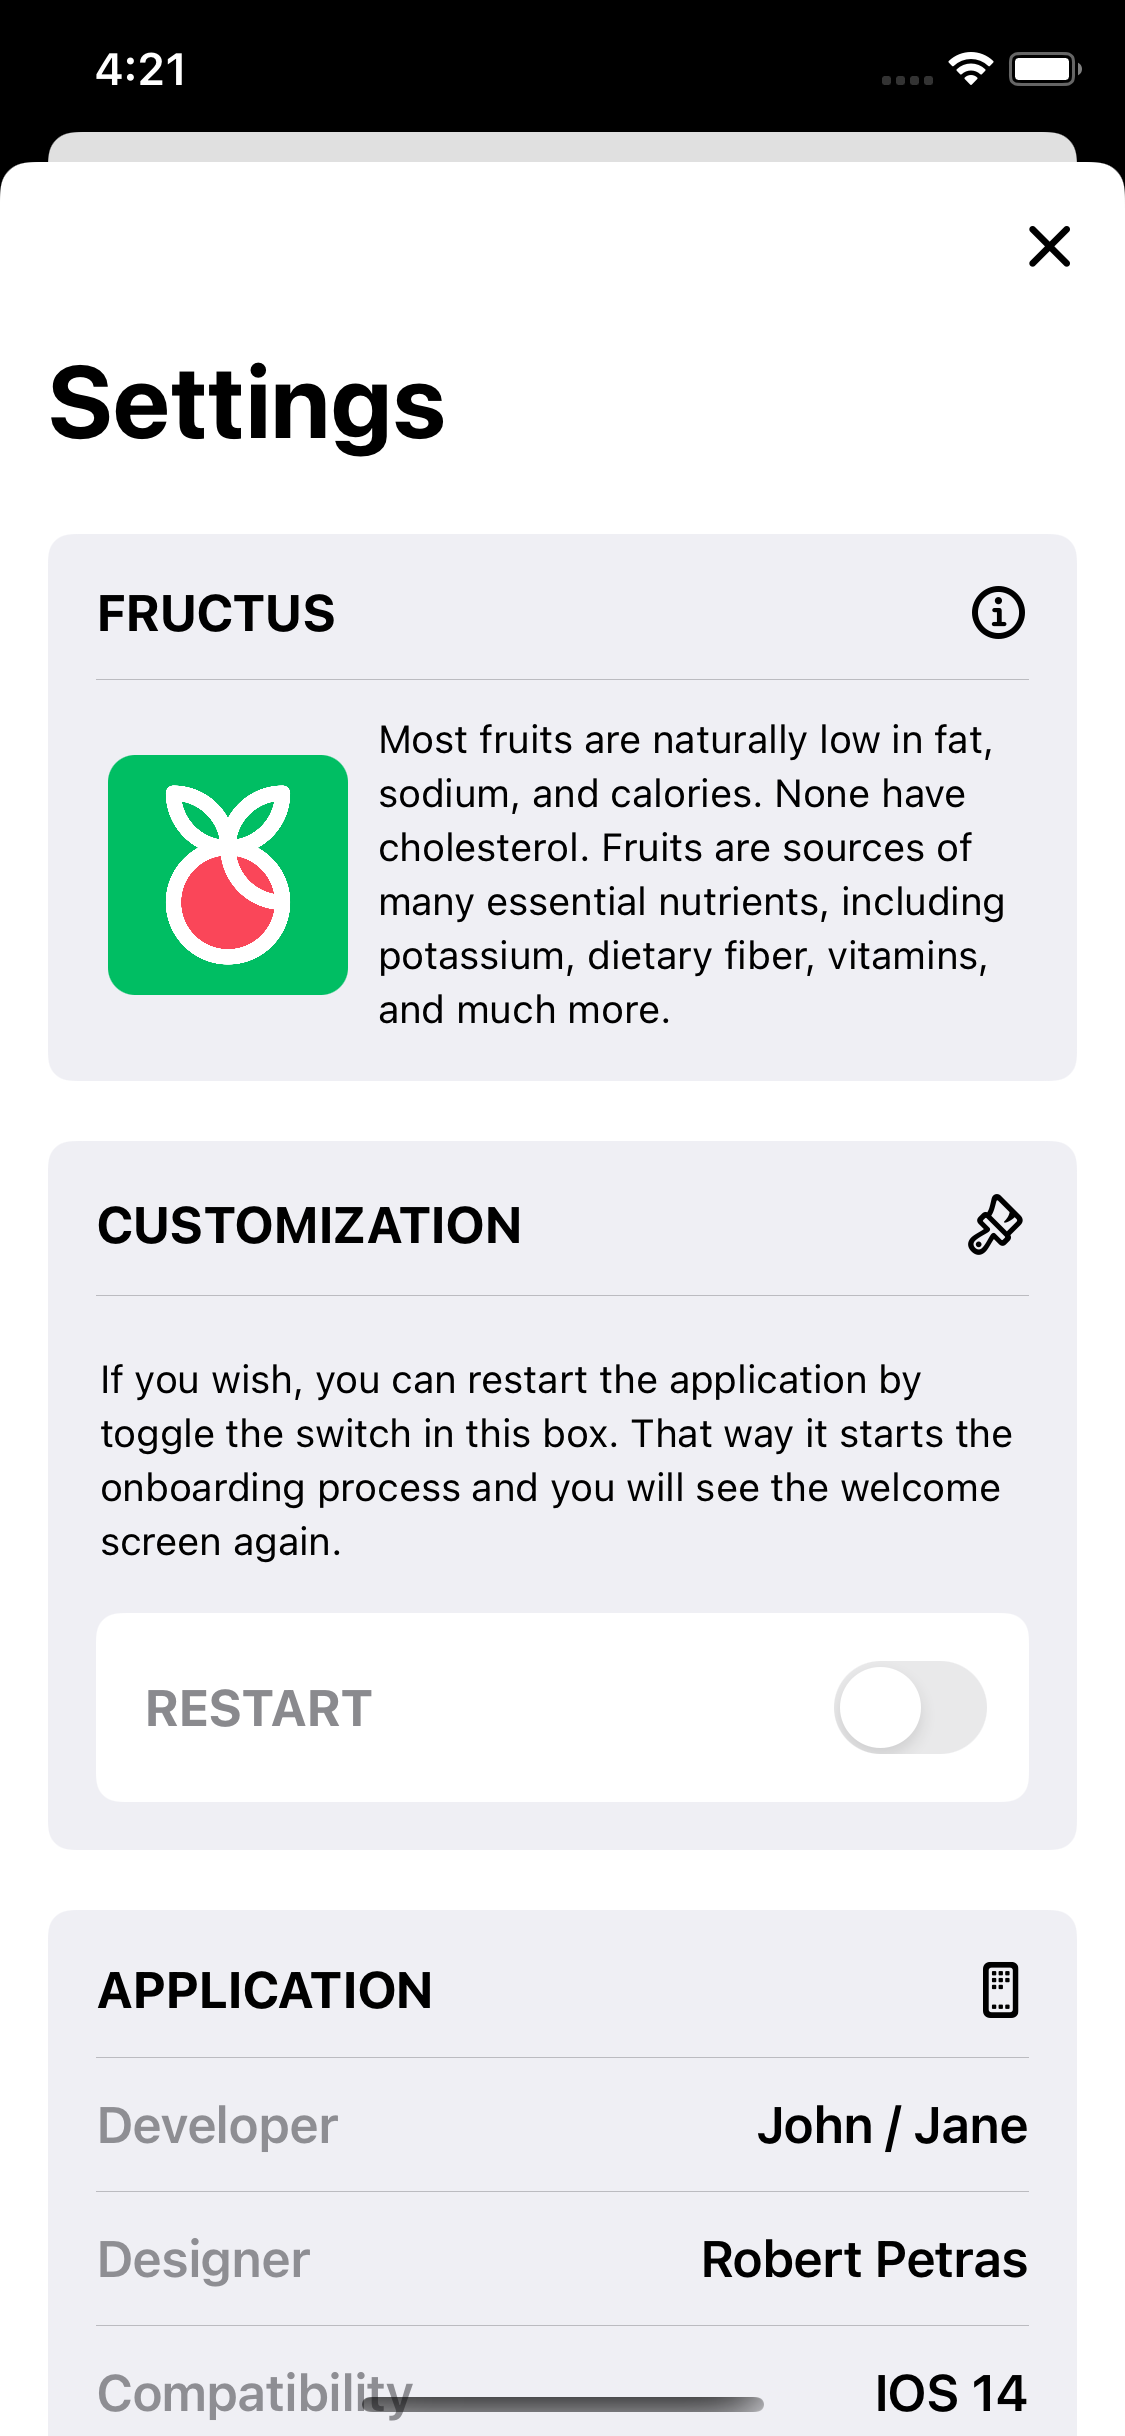 4:21
Settings
FRUCTUS
Most fruits are naturally low in fat,
sodium, and calories. None have
cholesterol. Fruits are sources of
many essential nutrients, including
potassium, dietary fiber, vitamins,
and much more.
CUSTOMIZATION
If you wish, you can restart the application by
toggle the switch in this box. That way it starts the
onboarding process and you will see the welcome
screen again.
RESTART
APPLICATION
Developer John / Jane
Designer Robert Petras
Compatibility IOS 14